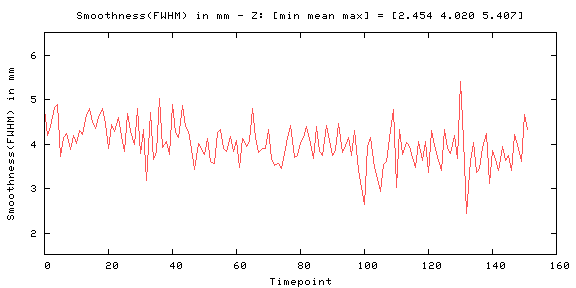 Smoothness(FWHM) in mm - Z: [min mean max] = [2.454 4.020 5.407]
Smoothness(FWHM) in mm
6
5
4
3
2
0 20 40 60 80 100 120 140 160
Timepoint